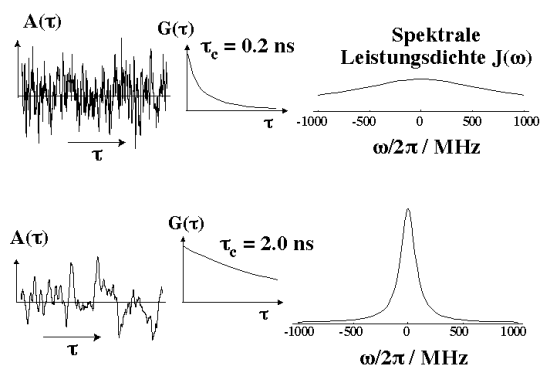 A(τ)
G(τ)
τc = 0.2 ns
Spektrale
Leistungsdichte J(ω)
τ
τ
-1000 -500 0 500 1000
ω/2π / MHz
A(τ)
G(τ)
τc = 2.0 ns
τ
τ
-1000 -500 0 500 1000
ω/2π / MHz